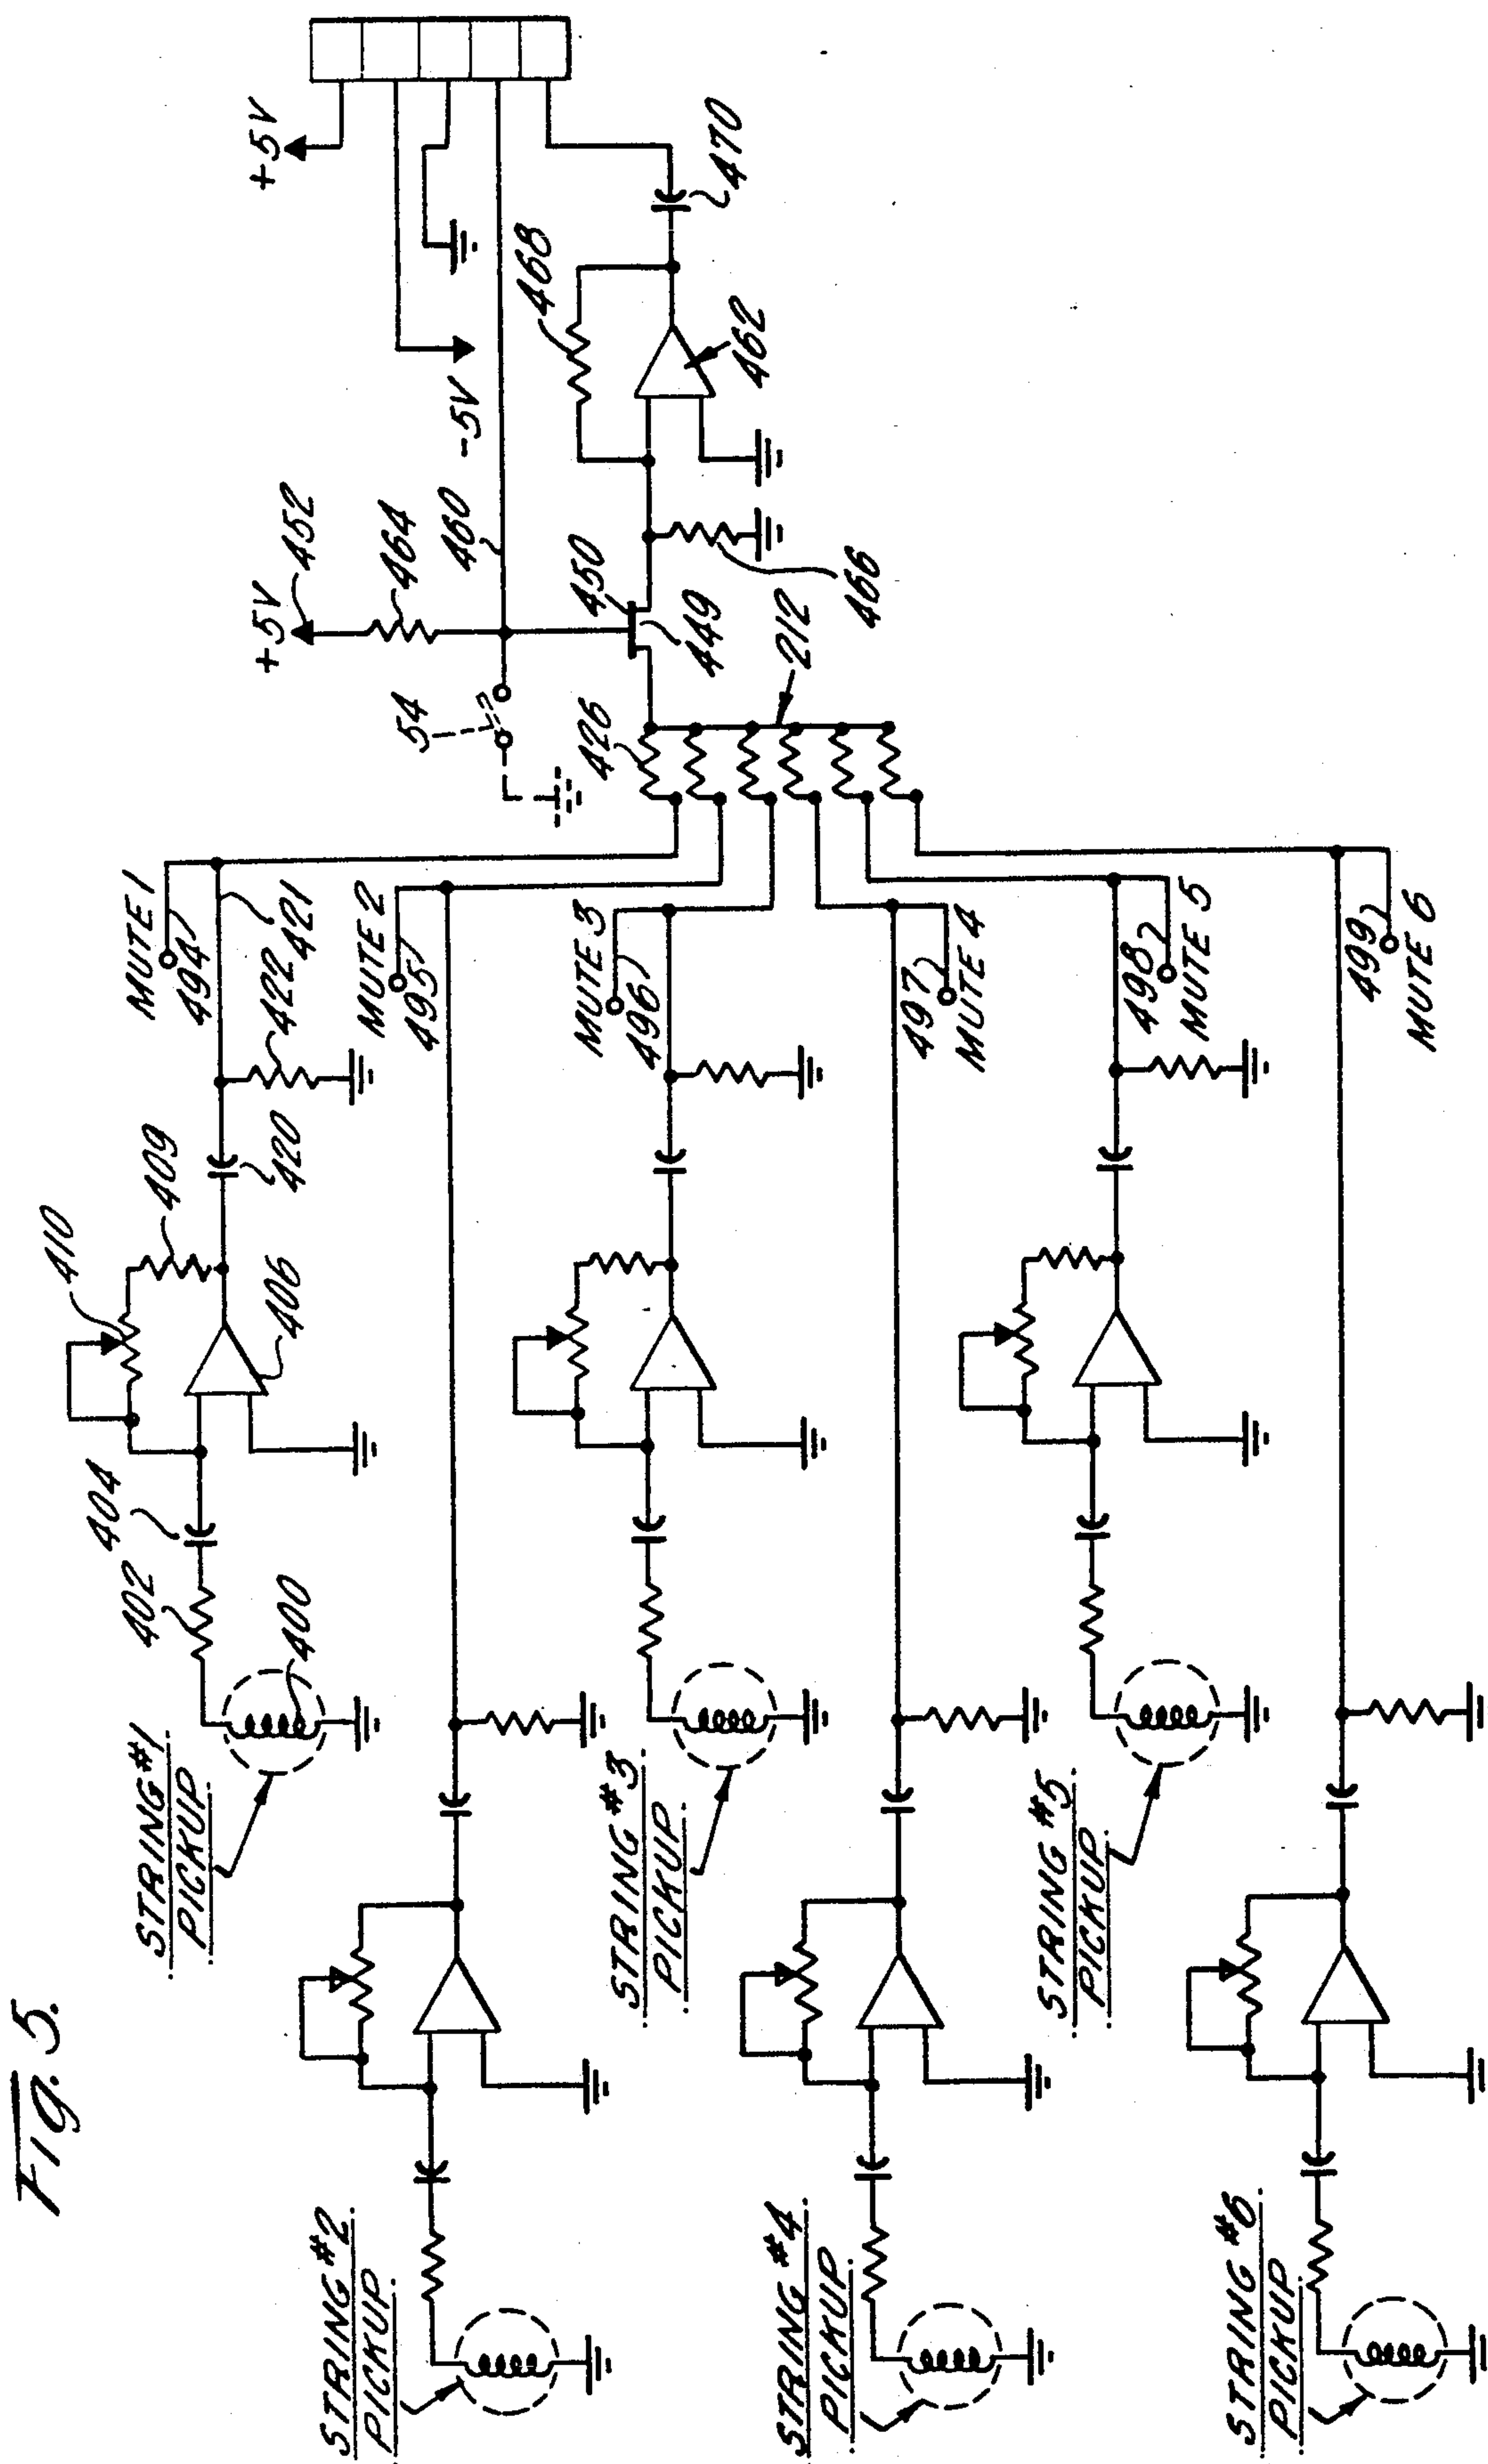 FIG. 5.
STRING #1
PICKUP
400
402
404
406
410
409
420
422
421
MUTE 1
494
STRING #2
PICKUP
MUTE 2
495
STRING #3
PICKUP
MUTE 3
496
STRING #4
PICKUP
497
MUTE 4
STRING #5
PICKUP
498
MUTE 5
STRING #6
PICKUP
499
MUTE 6
426
212
54
+5V
452
464
460
450
449
466
-5V
468
462
470
+5V